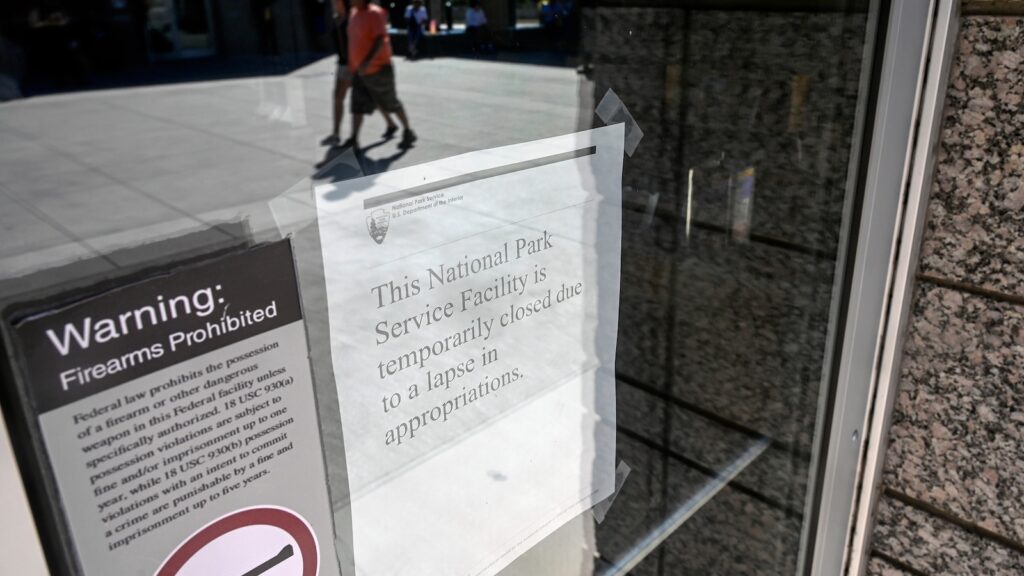 Warning:
Firearms Prohibited
Federal law prohibits the possession
of a firearm or other dangerous
weapon in this Federal facility unless
specifically authorized. 18 USC 930(a)
possession violations are subject to
fine and/or imprisonment up to one
year, while 18 USC 930(b) possession
violations with an intent to commit
a crime are punishable by a fine and
imprisonment up to five years.
National Park Service
U.S. Department of the Interior
This National Park
Service Facility is
temporarily closed due
to a lapse in
appropriations.